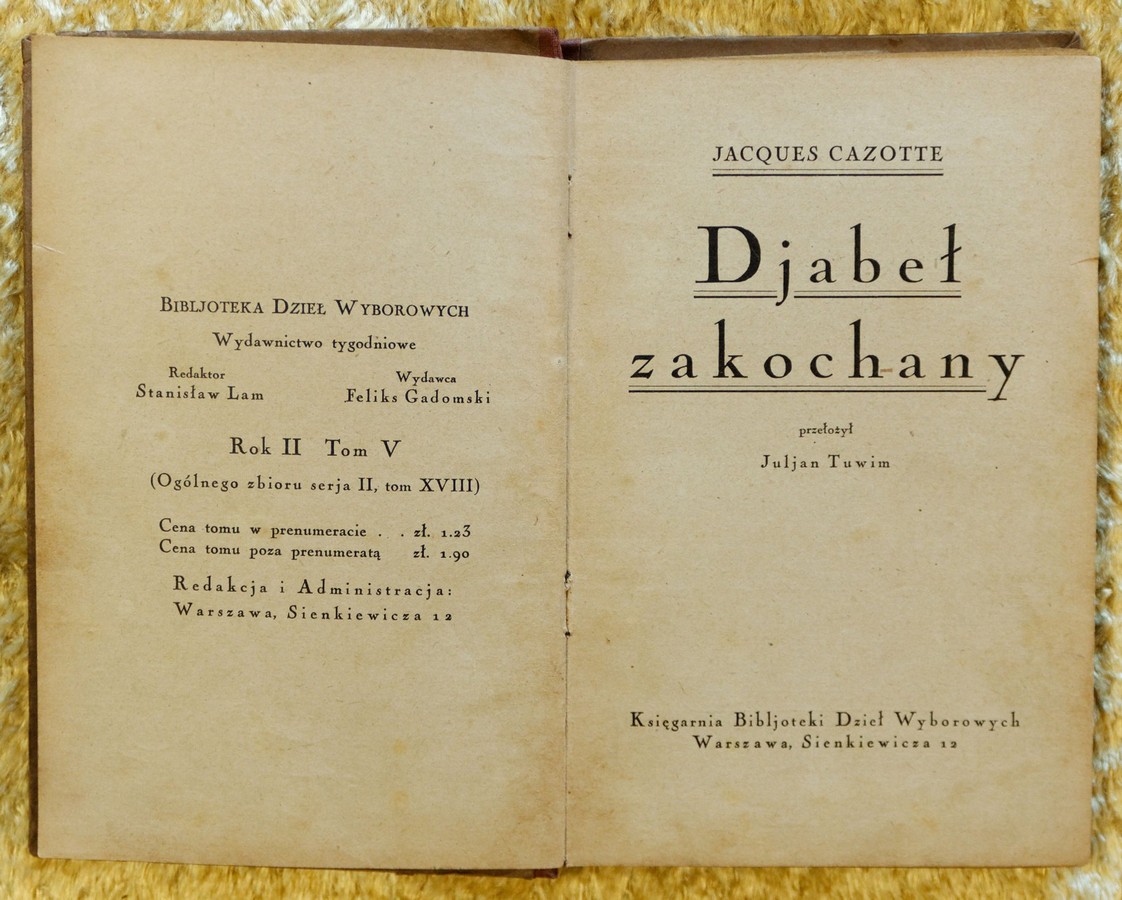 BIBLJOTEKA DZIEŁ WYBOROWYCH
Wydawnictwo tygodniowe
Redaktor Wydawca
Stanisław Lam Feliks Gadomski
Rok II Tom V
(Ogólnego zbioru serja II, tom XVIII)
Cena tomu w prenumeracie . . zł. 1.23
Cena tomu poza prenumeratą zł. 1.90
Redakcja i Administracja:
Warszawa, Sienkiewicza 12
JACQUES CAZOTTE
Djabeł
zakochany
przełożył
Juljan Tuwim
Księgarnia Bibljoteki Dzieł Wyborowych
Warszawa, Sienkiewicza 12